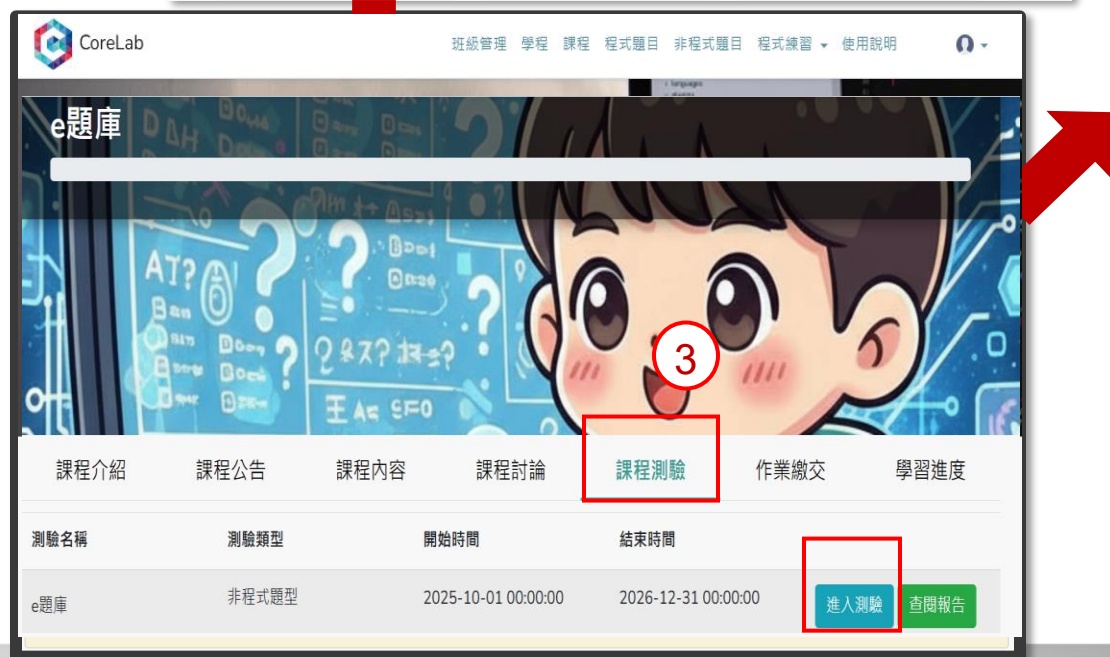 CoreLab
班級管理 學程 課程 程式題目 非程式題目 程式練習 使用說明
e題庫
3
課程介紹 課程公告 課程內容 課程討論 課程測驗 作業繳交 學習進度
測驗名稱 測驗類型 開始時間 結束時間
e題庫 非程式題型 2025-10-01 00:00:00 2026-12-31 00:00:00 進入測驗 查閱報告